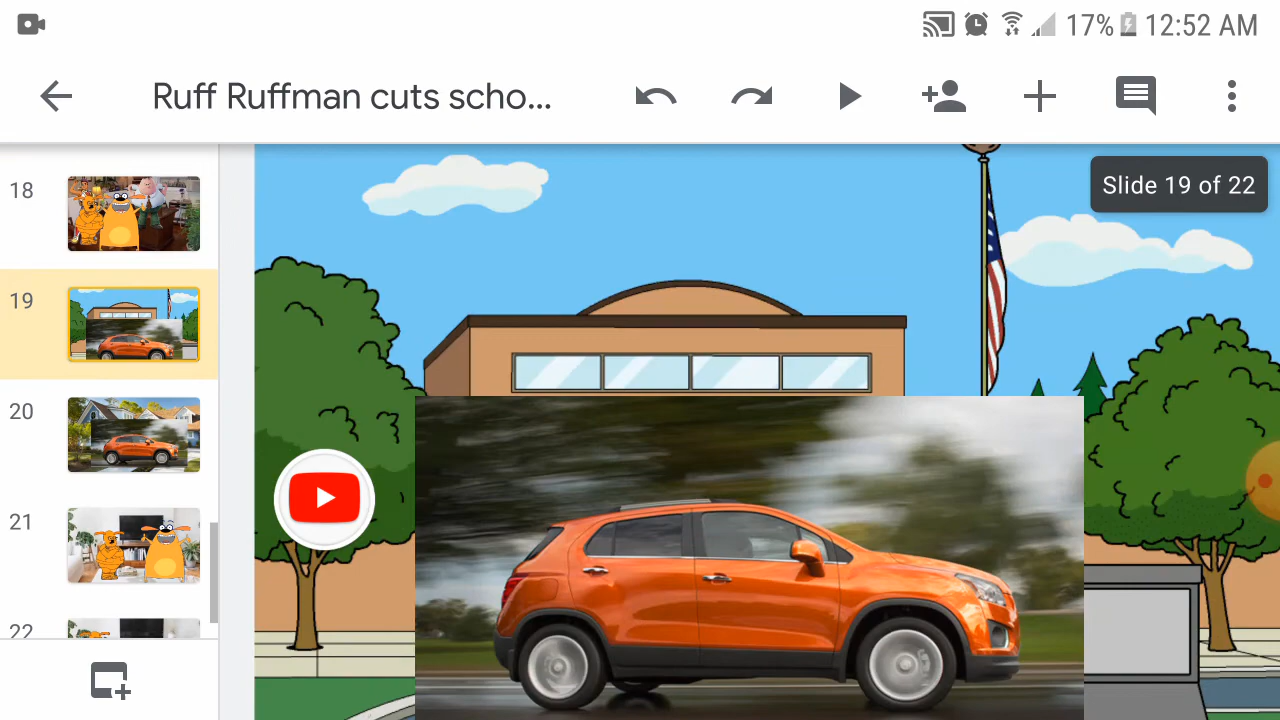 17% 12:52 AM
Ruff Ruffman cuts scho...
Slide 19 of 22
18
19
20
21
22